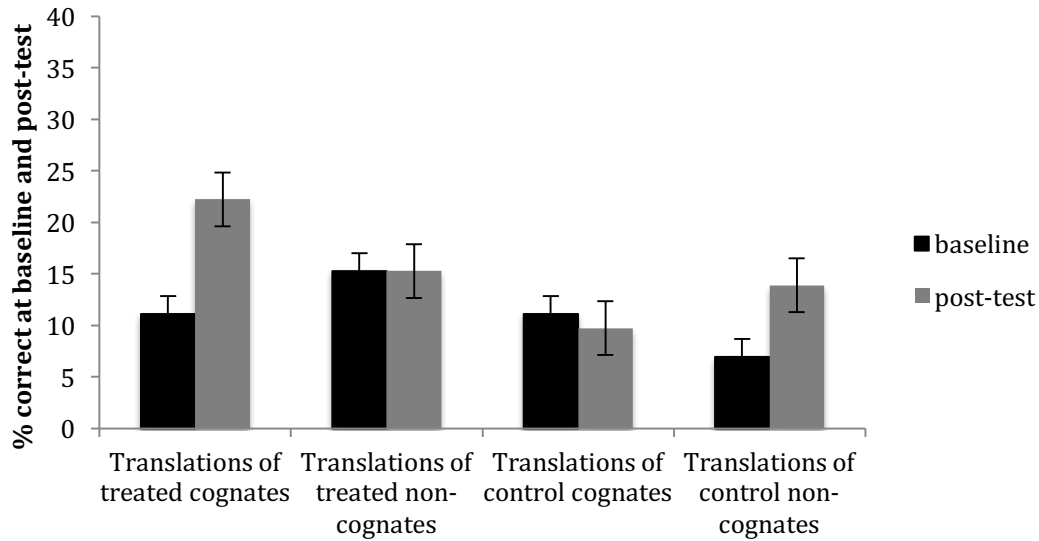 % correct at baseline and post-test
40
35
30
25
20
15
10
5
0
Translations of treated cognates
Translations of treated non-cognates
Translations of control cognates
Translations of control non-cognates
baseline
post-test